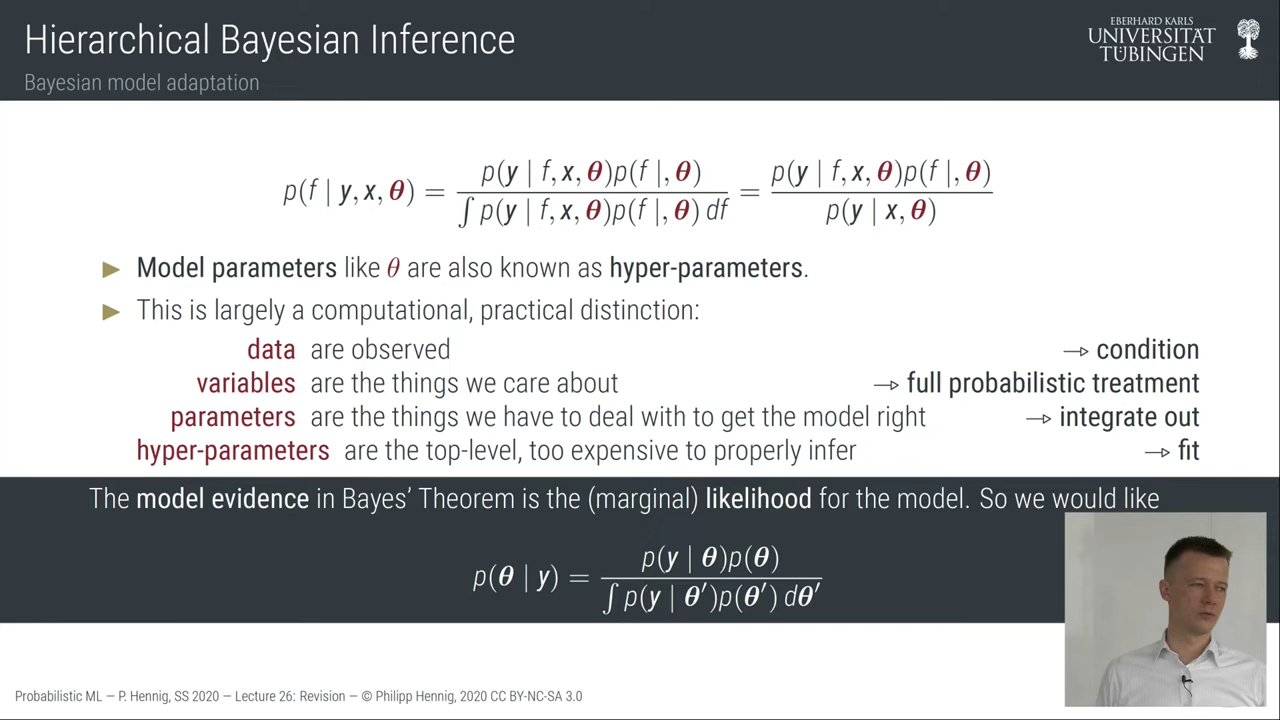 Hierarchical Bayesian Inference
Bayesian model adaptation
EBERHARD KARLS
UNIVERSITÄT
TÜBINGEN
p(f | y, x, θ) = p(y | f, x, θ)p(f |, θ) / ∫ p(y | f, x, θ)p(f |, θ) df = p(y | f, x, θ)p(f |, θ) / p(y | x, θ)
▶ Model parameters like θ are also known as hyper-parameters.
▶ This is largely a computational, practical distinction:
data are observed → condition
variables are the things we care about → full probabilistic treatment
parameters are the things we have to deal with to get the model right → integrate out
hyper-parameters are the top-level, too expensive to properly infer → fit
The model evidence in Bayes' Theorem is the (marginal) likelihood for the model. So we would like
p(θ | y) = p(y | θ)p(θ) / ∫ p(y | θ′)p(θ′) dθ′
Probabilistic ML — P. Hennig, SS 2020 — Lecture 26: Revision — © Philipp Hennig, 2020 CC BY-NC-SA 3.0